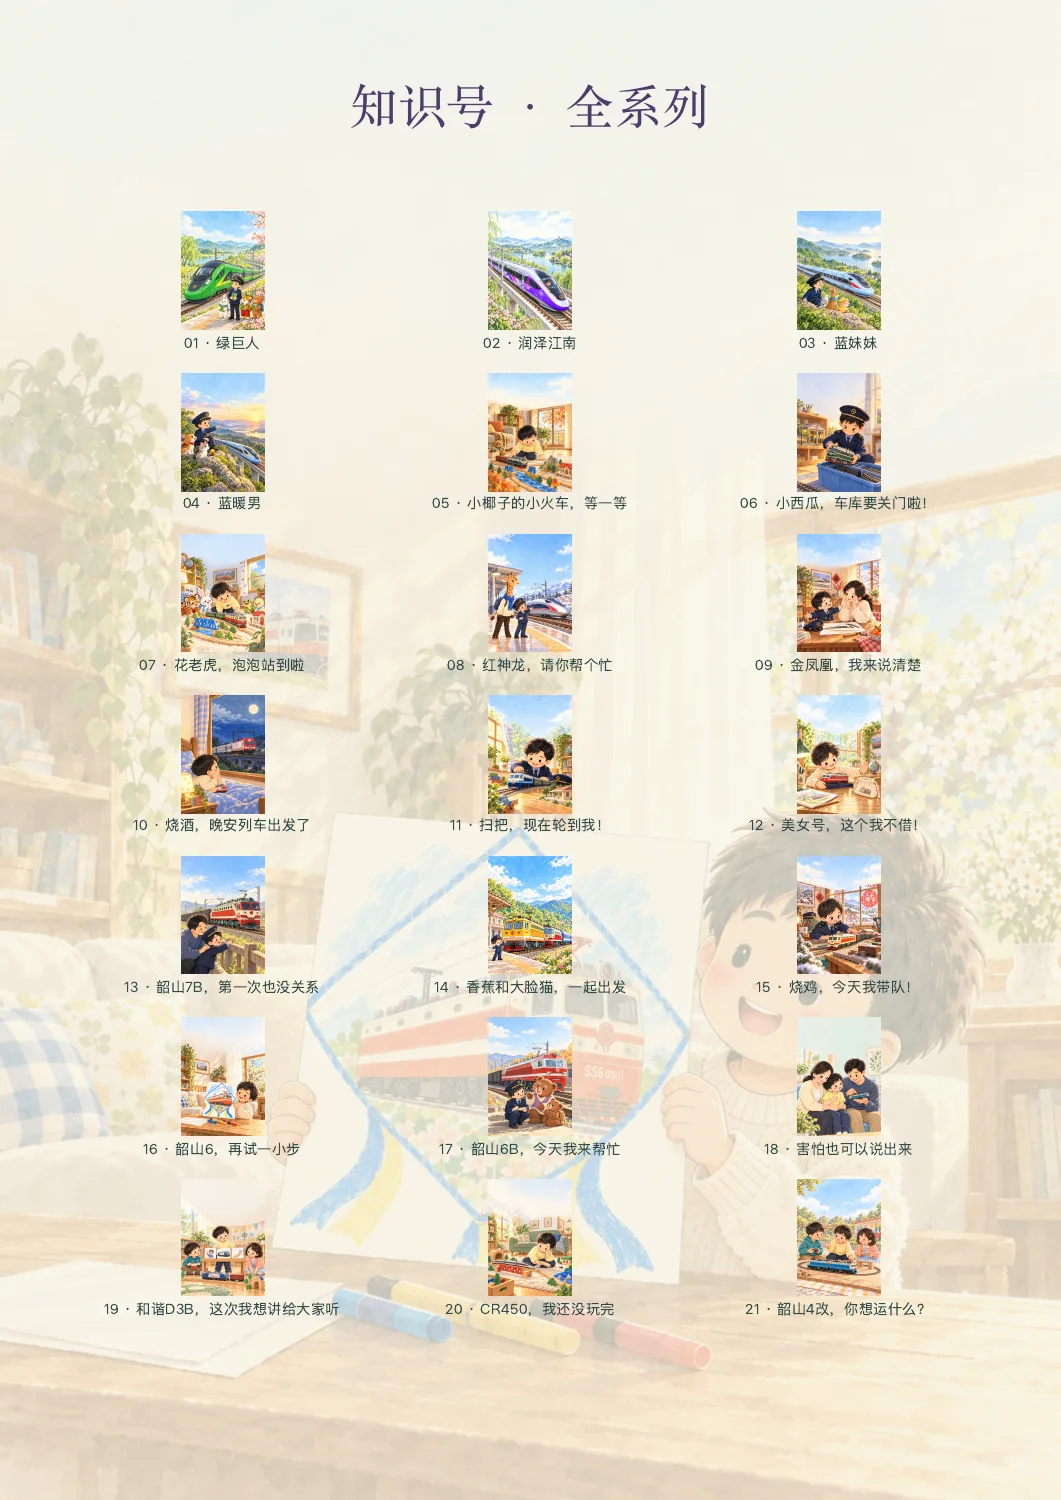 知识号 · 全系列
01 · 绿巨人
02 · 润泽江南
03 · 蓝妹妹
04 · 蓝暖男
05 · 小椰子的小火车，等一等
06 · 小西瓜，车库要关门啦！
07 · 花老虎，泡泡站到啦
08 · 红神龙，请你帮个忙
09 · 金凤凰，我来说清楚
10 · 烧酒，晚安列车出发了
11 · 扫把，现在轮到我！
12 · 美女号，这个我不借！
13 · 韶山7B，第一次也没关系
14 · 香蕉和大脸猫，一起出发
15 · 烧鸡，今天我带队！
SS6 0001
16 · 韶山6，再试一小步
17 · 韶山6B，今天我来帮忙
18 · 害怕也可以说出来
19 · 和谐D3B，这次我想讲给大家听
20 · CR450，我还没玩完
21 · 韶山4改，你想运什么？